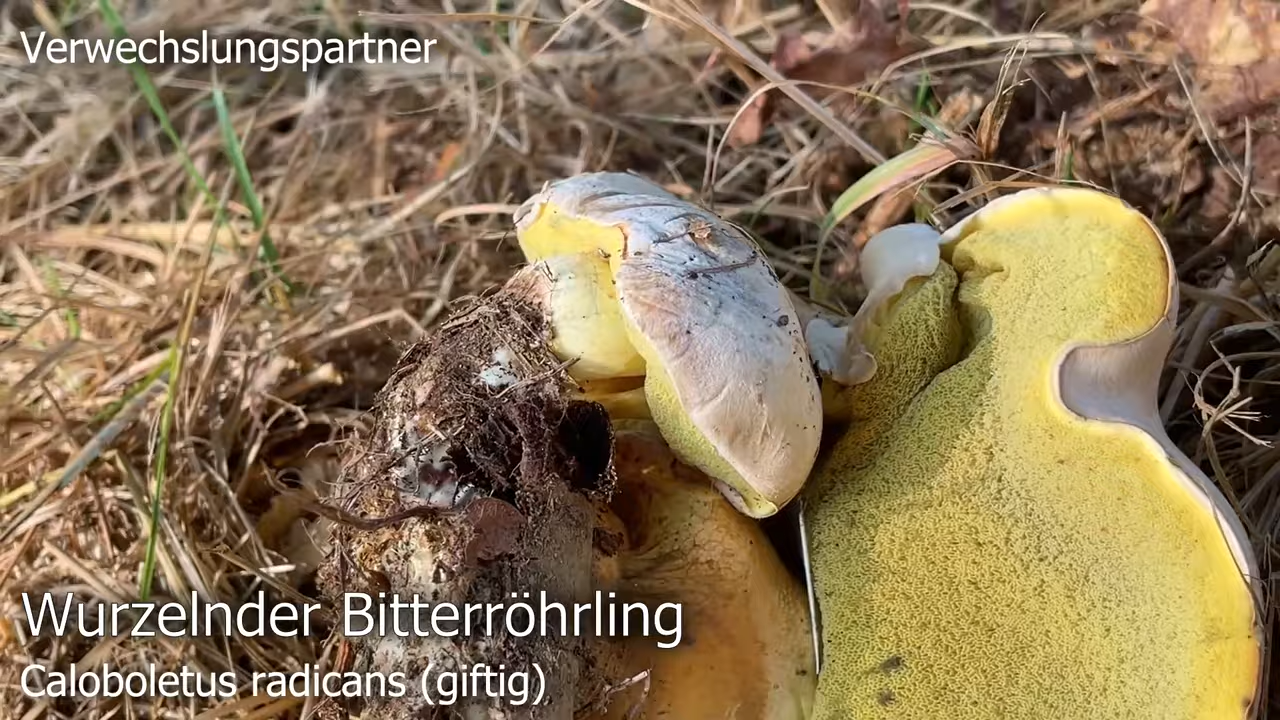 Verwechslungspartner
Wurzelnder Bitterröhrling
Caloboletus radicans (giftig)